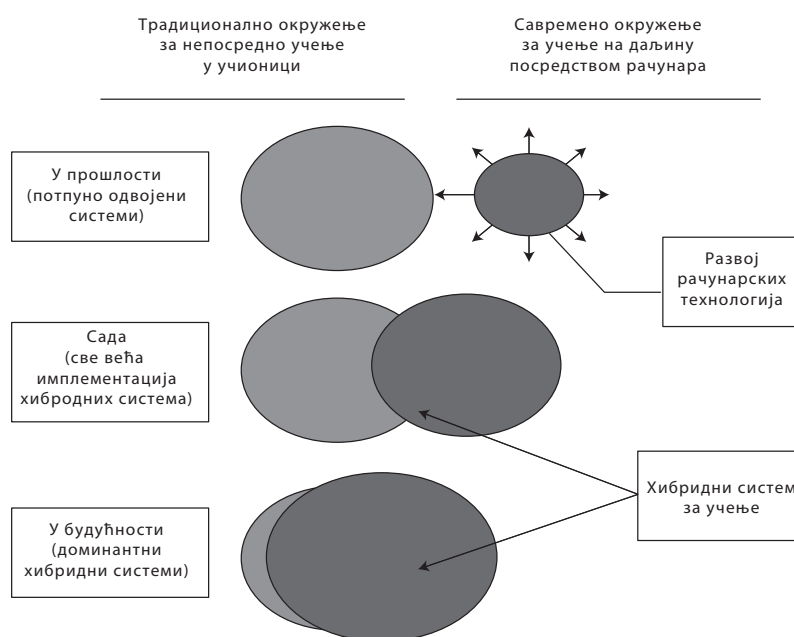 Традиционално окружење
за непосредно учење
у учионици
Савремено окружење
за учење на даљину
посредством рачунара
У прошлости
(потпуно одвојени
системи)
Развој
рачунарских
технологија
Сада
(све већа
имплементација
хибродних система)
Хибридни систем
за учење
У будућности
(доминантни
хибридни системи)